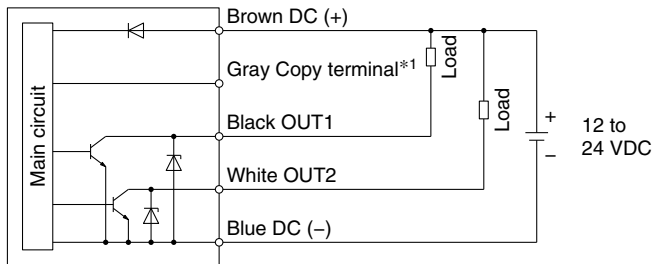 Brown DC (+)
Gray Copy terminal*1
Black OUT1
White OUT2
Blue DC (−)
Main circuit
Load
Load
+
−
12 to
24 VDC